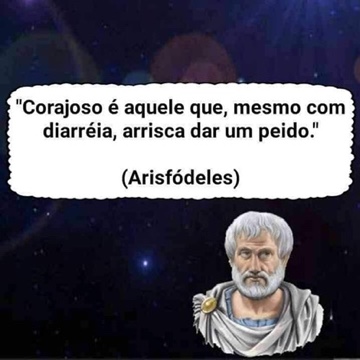 "Corajoso é aquele que, mesmo com
diarréia, arrisca dar um peido."
(Arisfódeles)